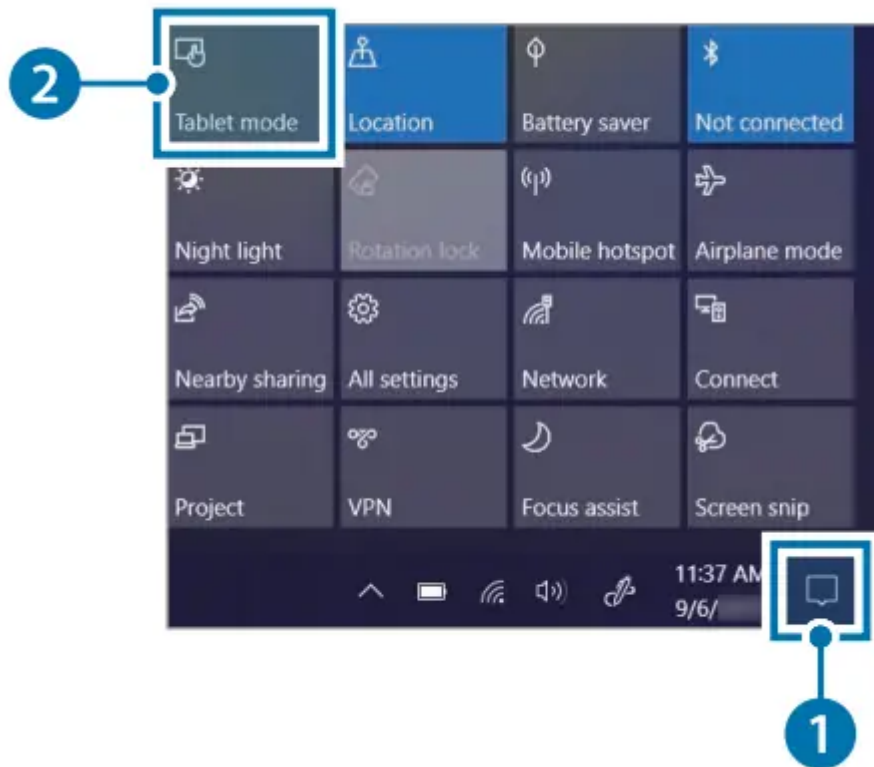 2
Tablet mode
Location
Battery saver
Not connected
Night light
Rotation lock
Mobile hotspot
Airplane mode
Nearby sharing
All settings
Network
Connect
Project
VPN
Focus assist
Screen snip
11:37 AM
9/6/
1